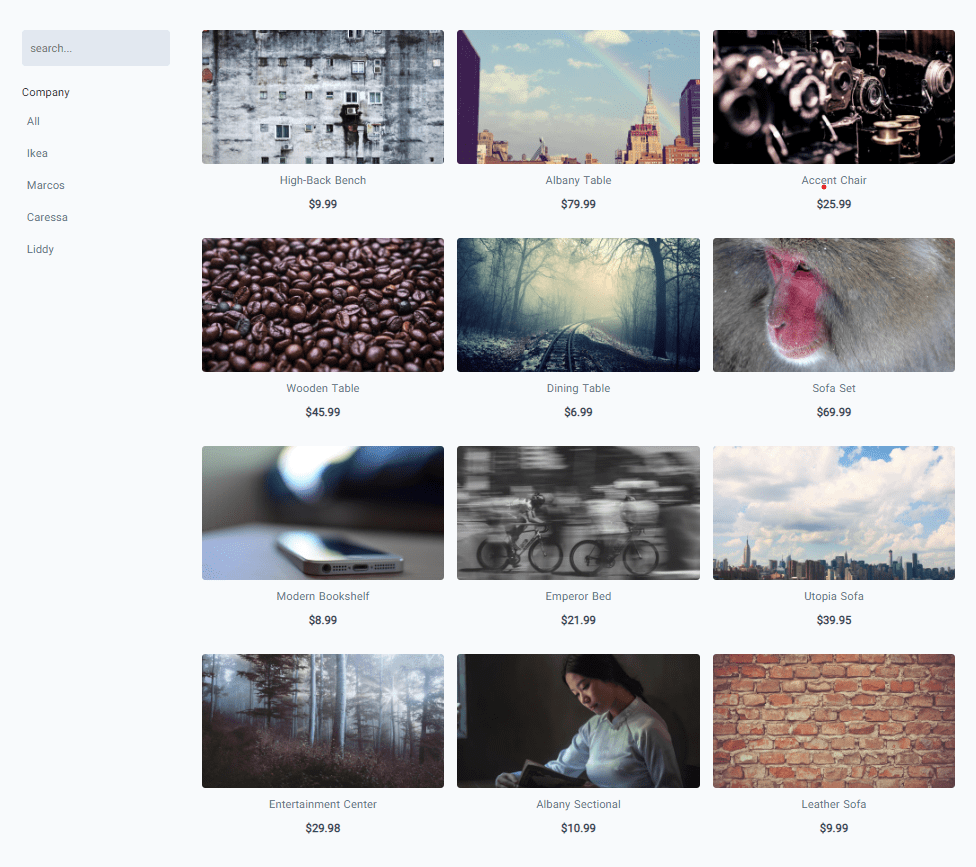 search...
Company
All
Ikea
Marcos
Caressa
Liddy
High-Back Bench
$9.99
Albany Table
$79.99
Accent Chair
$25.99
Wooden Table
$45.99
Dining Table
$6.99
Sofa Set
$69.99
Modern Bookshelf
$8.99
Emperor Bed
$21.99
Utopia Sofa
$39.95
Entertainment Center
$29.98
Albany Sectional
$10.99
Leather Sofa
$9.99